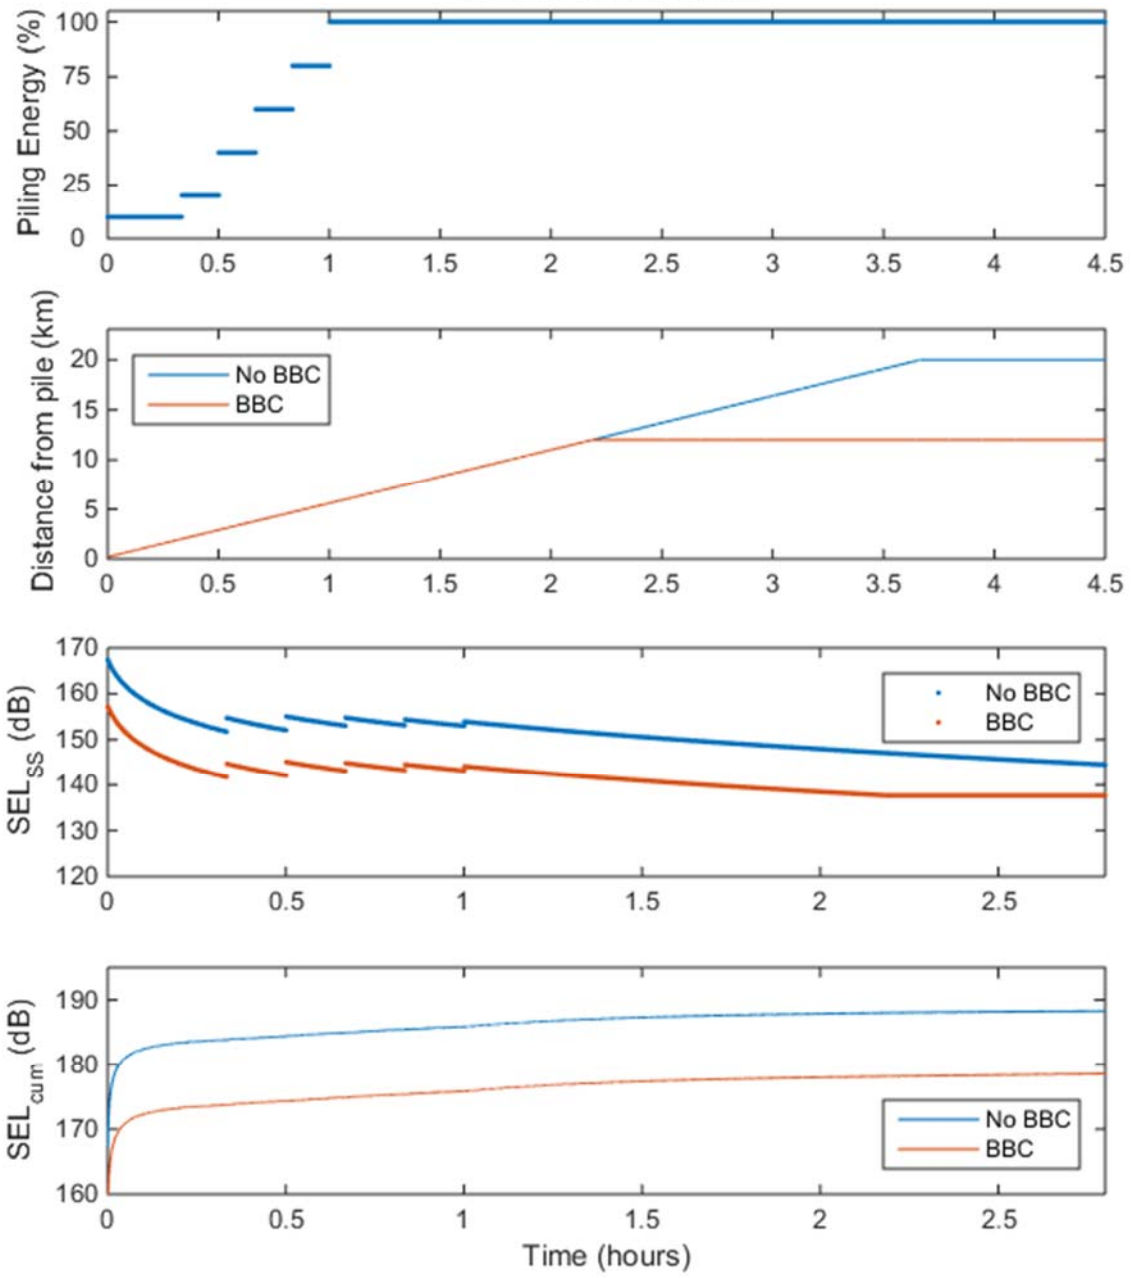 Piling Energy (%)
100
75
50
25
0
0 0.5 1 1.5 2 2.5 3 3.5 4 4.5
Distance from pile (km)
20
15
10
5
0
No BBC
BBC
0 0.5 1 1.5 2 2.5 3 3.5 4 4.5
SELSS (dB)
170
160
150
140
130
120
No BBC
BBC
0 0.5 1 1.5 2 2.5
SELcum (dB)
190
180
170
160
No BBC
BBC
0 0.5 1 1.5 2 2.5
Time (hours)